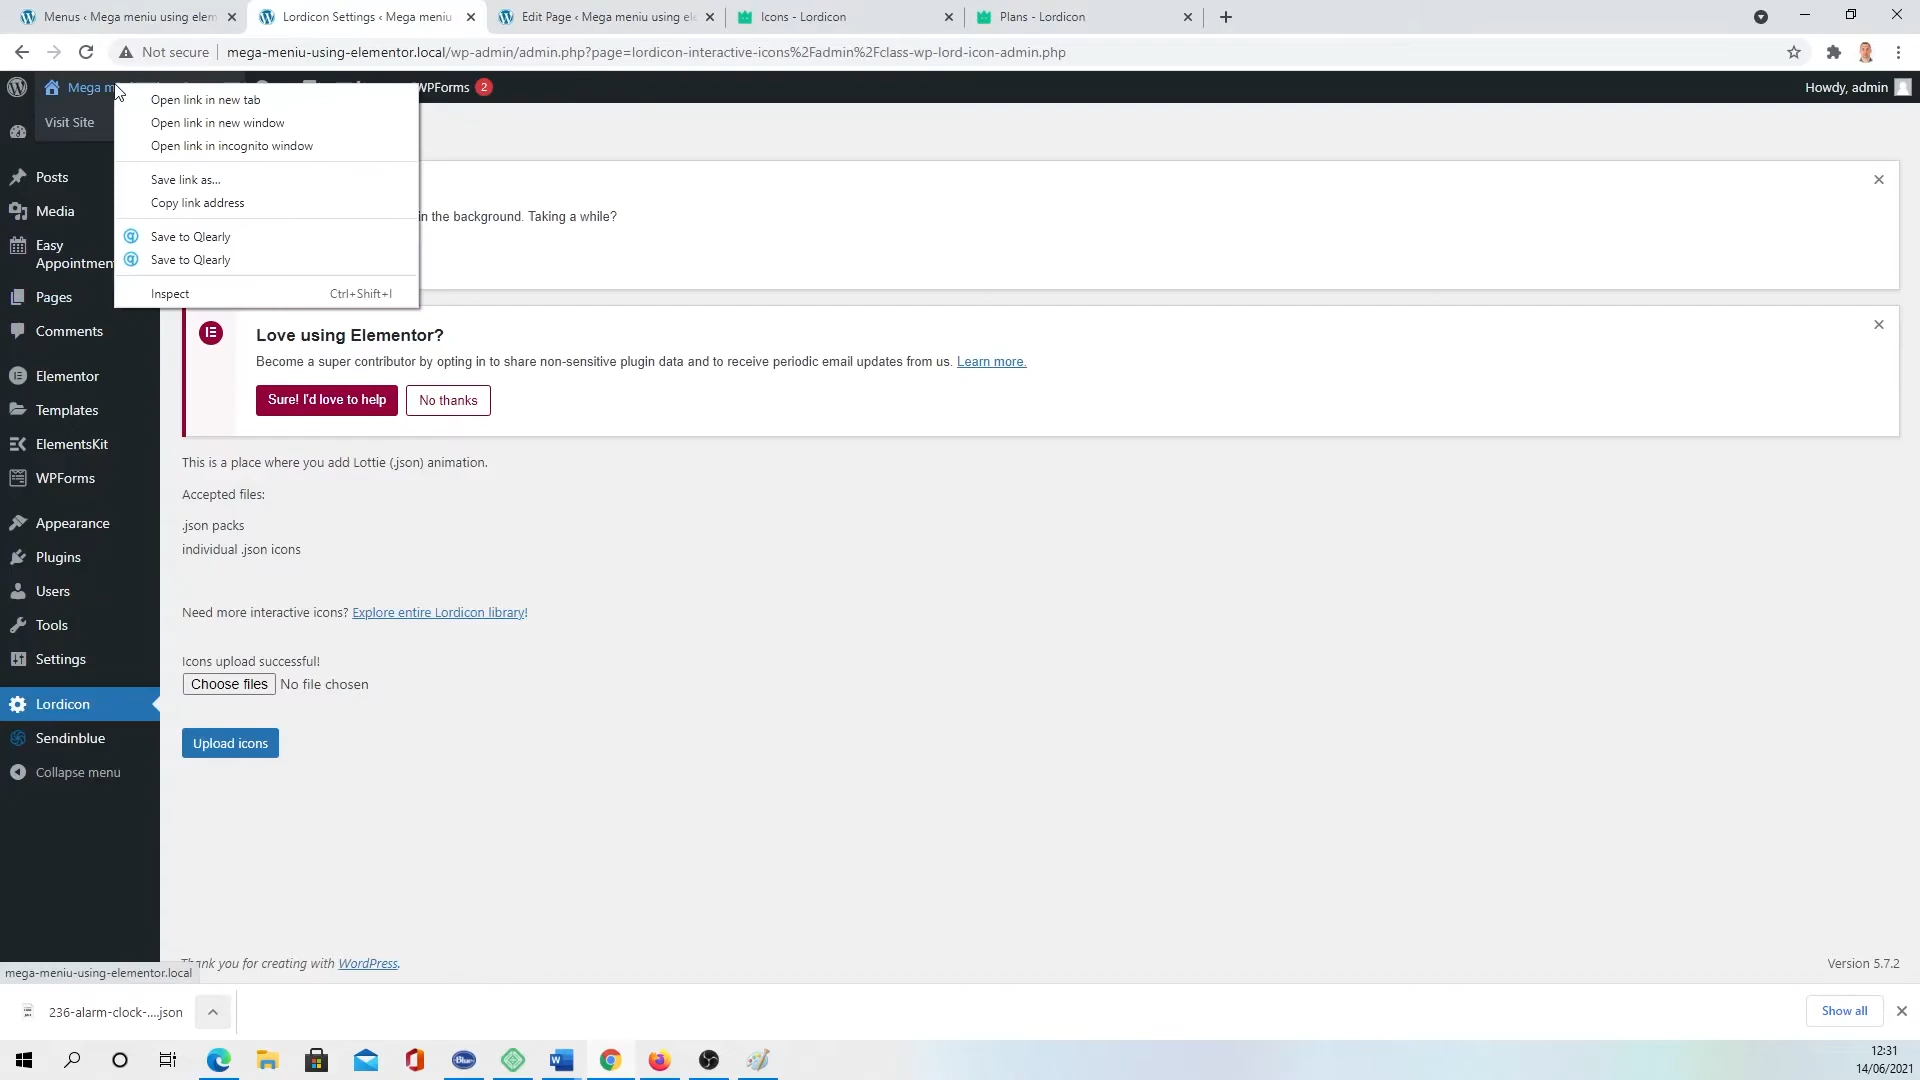 Menus ‹ Mega meniu using elem
Lordicon Settings ‹ Mega meniu
Edit Page ‹ Mega meniu using ele
Icons - Lordicon
Plans - Lordicon
Not secure
mega-meniu-using-elementor.local/wp-admin/admin.php?page=lordicon-interactive-icons%2Fadmin%2Fclass-wp-lord-icon-admin.php
Mega m
WPForms 2
Howdy, admin
Visit Site
Open link in new tab
Open link in new window
Open link in incognito window
Save link as...
Copy link address
Save to Qlearly
Save to Qlearly
Inspect Ctrl+Shift+I
Posts
Media
Easy
Appointmen
Pages
Comments
Elementor
Templates
ElementsKit
WPForms
Appearance
Plugins
Users
Tools
Settings
Lordicon
Sendinblue
Collapse menu
in the background. Taking a while?
Love using Elementor?
Become a super contributor by opting in to share non-sensitive plugin data and to receive periodic email updates from us. Learn more.
Sure! I'd love to help
No thanks
This is a place where you add Lottie (.json) animation.
Accepted files:
.json packs
individual .json icons
Need more interactive icons? Explore entire Lordicon library!
Icons upload successful!
Choose files No file chosen
Upload icons
Thank you for creating with WordPress.
Version 5.7.2
mega-meniu-using-elementor.local
236-alarm-clock-....json
Show all
12:31
14/06/2021